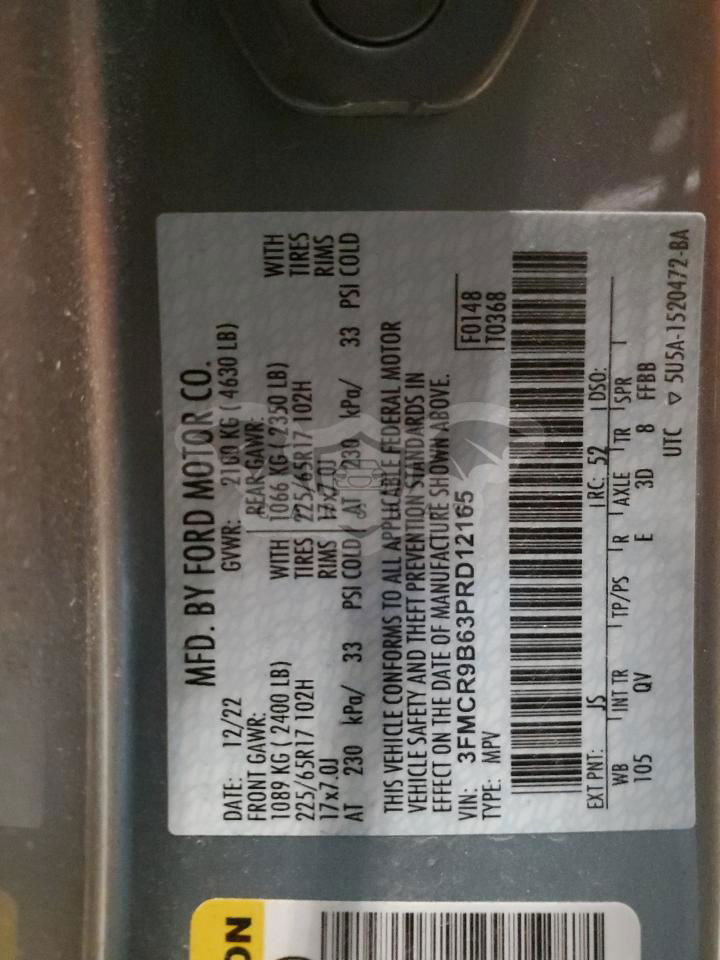 MFD. BY FORD MOTOR CO.
DATE: 12/22 GVWR: 2100 KG ( 4630 LB)
FRONT GAWR: REAR GAWR:
1089 KG ( 2400 LB) WITH 1066 KG ( 2350 LB) WITH
225/65R17 102H TIRES 225/65R17 102H TIRES
17x7.0J RIMS 17x7.0J RIMS
AT 230 kPa/ 33 PSI COLD AT 230 kPa/ 33 PSI COLD
THIS VEHICLE CONFORMS TO ALL APPLICABLE FEDERAL MOTOR
VEHICLE SAFETY AND THEFT PREVENTION STANDARDS IN
EFFECT ON THE DATE OF MANUFACTURE SHOWN ABOVE.
VIN: 3FMCR9B63PRD12165 F0148
TYPE: MPV T0368
EXT PNT: JS RC: 52 DSO:
WB INT TR TP/PS R AXLE TR SPR
105 QV E 3D 8 FFBB
UTC ▽ 5U5A-1520472-BA
ON